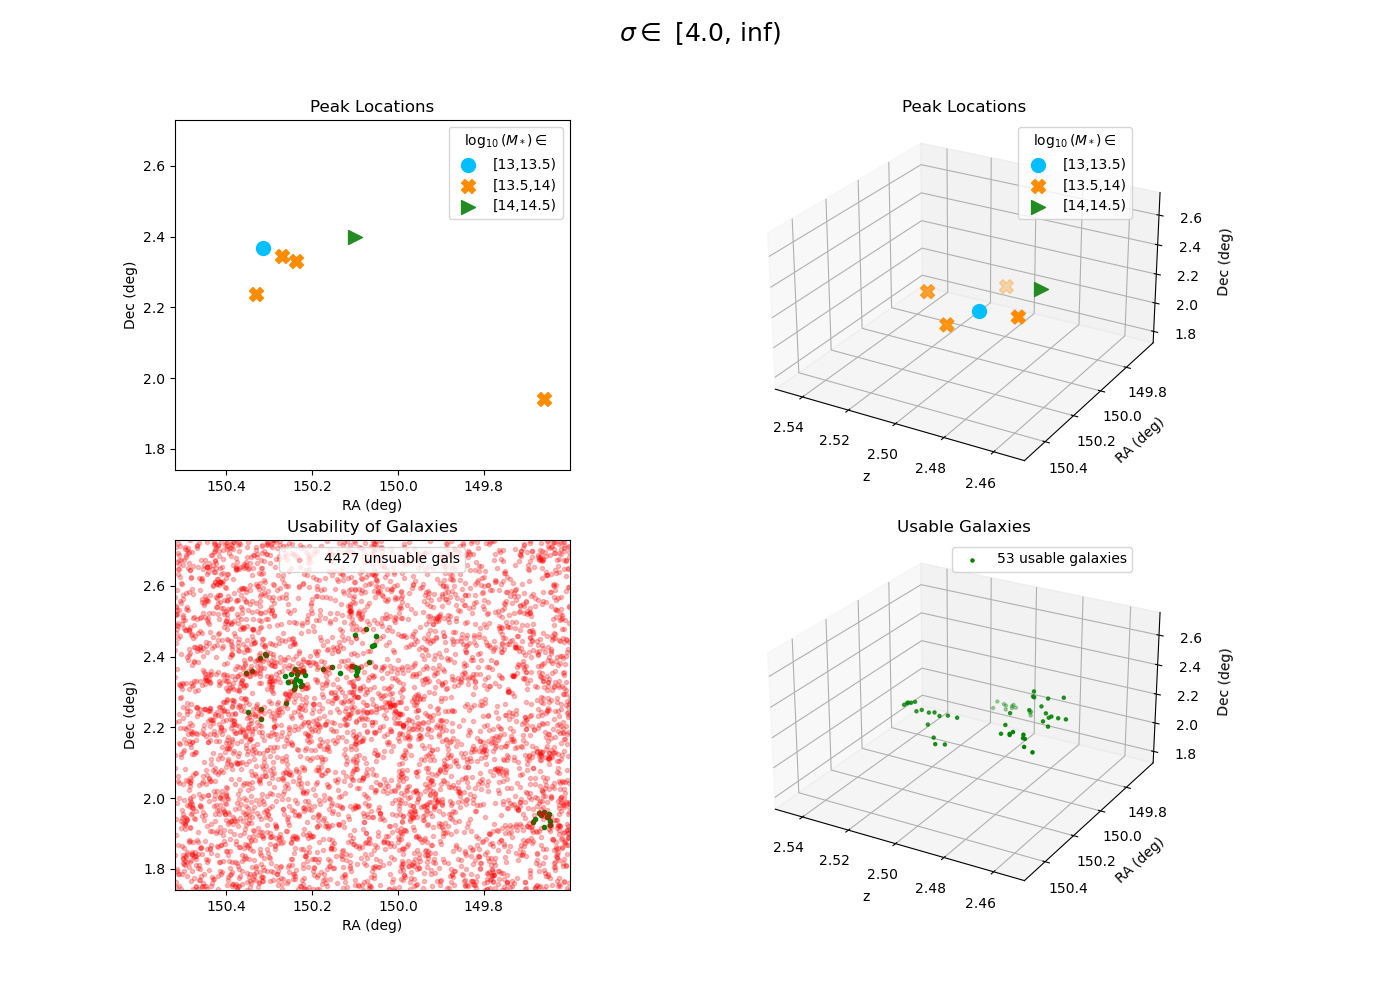 σ ∈ [4.0, inf)
Peak Locations
log₁₀(M*) ∈
[13,13.5)
[13.5,14)
[14,14.5)
2.6
2.4
2.2
2.0
1.8
Dec (deg)
150.4 150.2 150.0 149.8
RA (deg)
Peak Locations
log₁₀(M*) ∈
[13,13.5)
[13.5,14)
[14,14.5)
2.6
2.4
2.2
2.0
1.8
Dec (deg)
149.8
150.0
150.2
150.4
RA (deg)
2.54
2.52
2.50
2.48
2.46
z
Usability of Galaxies
4427 unsuable gals
2.6
2.4
2.2
2.0
1.8
Dec (deg)
150.4 150.2 150.0 149.8
RA (deg)
Usable Galaxies
53 usable galaxies
2.6
2.4
2.2
2.0
1.8
Dec (deg)
149.8
150.0
150.2
150.4
RA (deg)
2.54
2.52
2.50
2.48
2.46
z